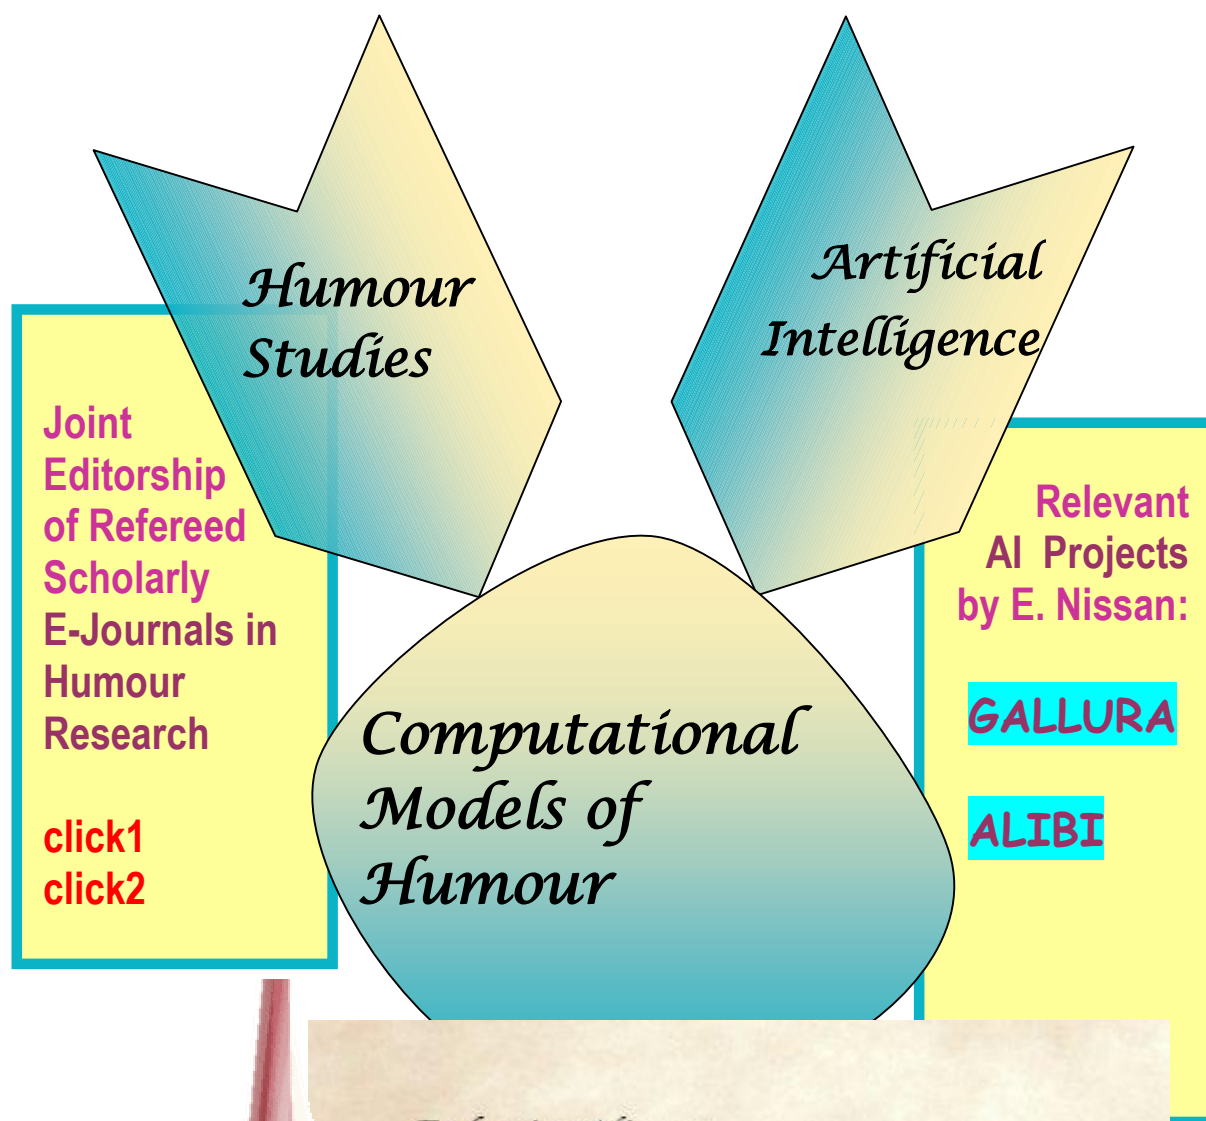 Humour
Studies
Artificial
Intelligence
Joint
Editorship
of Refereed
Scholarly
E-Journals in
Humour
Research
click1
click2
Computational
Models of
Humour
Relevant
AI Projects
by E. Nissan:
GALLURA
ALIBI